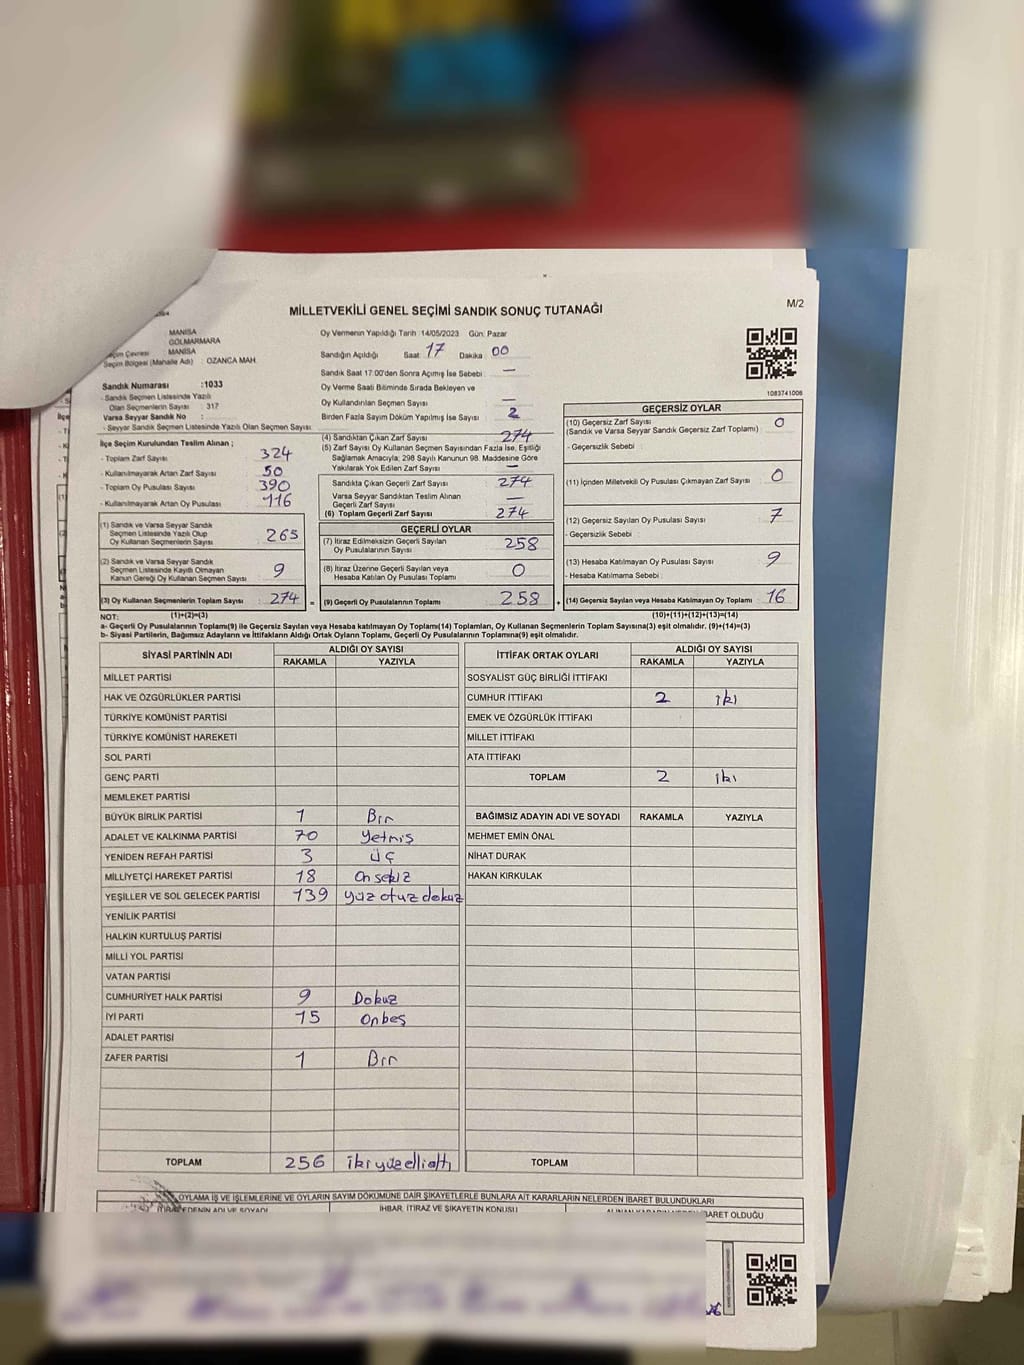 MİLLETVEKİLİ GENEL SEÇİMİ SANDIK SONUÇ TUTANAĞI
M/2
MANİSA
GÖLMARMARA
Seçim Çevresi MANİSA
Seçim Bölgesi (Mahalle Adı) : OZANCA MAH
Sandık Numarası :1033
- Sandık Seçmen Listesinde Yazılı
Olan Seçmenlerin Sayısı : 317
Varsa Seyyar Sandık No :
- Seyyar Sandık Seçmen Listesinde Yazılı Olan Seçmen Sayısı:
Oy Vermenin Yapıldığı Tarih :14/05/2023 Gün: Pazar
Sandığın Açıldığı Saat 17 Dakika : 00
Sandık Saat 17:00'den Sonra Açılmış İse Sebebi : —
Oy Verme Saati Bitiminde Sırada Bekleyen ve
Oy Kullandırılan Seçmen Sayısı : —
Birden Fazla Sayım Döküm Yapılmış İse Sayısı : 2
1083741006
İlçe Seçim Kurulundan Teslim Alınan ;
- Toplam Zarf Sayısı : 324
- Kullanılmayarak Artan Zarf Sayısı : 50
- Toplam Oy Pusulası Sayısı : 390
- Kullanılmayarak Artan Oy Pusulası : 116
(1) Sandık ve Varsa Seyyar Sandık
Seçmen Listesinde Yazılı Olup
Oy Kullanan Seçmenlerin Sayısı : 265
(2) Sandık ve Varsa Seyyar Sandık
Seçmen Listesinde Kayıtlı Olmayan
Kanun Gereği Oy Kullanan Seçmen Sayısı : 9
(3) Oy Kullanan Seçmenlerin Toplam Sayısı : 274 =
(4) Sandıktan Çıkan Zarf Sayısı : 274
(5) Zarf Sayısı Oy Kullanan Seçmen Sayısından Fazla İse, Eşitliği
Sağlamak Amacıyla; 298 Sayılı Kanunun 98. Maddesine Göre
Yakılarak Yok Edilen Zarf Sayısı : —
Sandıkta Çıkan Geçerli Zarf Sayısı : 274
Varsa Seyyar Sandıktan Teslim Alınan
Geçerli Zarf Sayısı : —
(6) Toplam Geçerli Zarf Sayısı : 274
GEÇERLİ OYLAR
(7) İtiraz Edilmeksizin Geçerli Sayılan
Oy Pusulalarının Sayısı : 258
(8) İtiraz Üzerine Geçerli Sayılan veya
Hesaba Katılan Oy Pusulası Toplamı : 0
(9) Geçerli Oy Pusulalarının Toplamı : 258
GEÇERSİZ OYLAR
(10) Geçersiz Zarf Sayısı : 0
(Sandık ve Varsa Seyyar Sandık Geçersiz Zarf Toplamı)
- Geçersizlik Sebebi :
(11) İçinden Milletvekili Oy Pusulası Çıkmayan Zarf Sayısı : 0
(12) Geçersiz Sayılan Oy Pusulası Sayısı : 7
- Geçersizlik Sebebi :
(13) Hesaba Katılmayan Oy Pusulası Sayısı : 9
- Hesaba Katılmama Sebebi :
(14) Geçersiz Sayılan veya Hesaba Katılmayan Oy Toplamı : 16
NOT: (1)+(2)=(3) (10)+(11)+(12)+(13)=(14)
a- Geçerli Oy Pusulalarının Toplamı(9) ile Geçersiz Sayılan veya Hesaba katılmayan Oy Toplamı(14) Toplamları, Oy Kullanan Seçmenlerin Toplam Sayısına(3) eşit olmalıdır. (9)+(14)=(3)
b- Siyasi Partilerin, Bağımsız Adayların ve İttifakların Aldığı Ortak Oyların Toplamı, Geçerli Oy Pusulalarının Toplamına(9) eşit olmalıdır.
SİYASİ PARTİNİN ADI ALDIĞI OY SAYISI
RAKAMLA YAZIYLA
MİLLET PARTİSİ
HAK VE ÖZGÜRLÜKLER PARTİSİ
TÜRKİYE KOMÜNİST PARTİSİ
TÜRKİYE KOMÜNİST HAREKETİ
SOL PARTİ
GENÇ PARTİ
MEMLEKET PARTİSİ
BÜYÜK BİRLİK PARTİSİ 1 Bir
ADALET VE KALKINMA PARTİSİ 70 Yetmiş
YENİDEN REFAH PARTİSİ 3 Üç
MİLLİYETÇİ HAREKET PARTİSİ 18 On sekiz
YEŞİLLER VE SOL GELECEK PARTİSİ 139 yüz otuz dokuz
YENİLİK PARTİSİ
HALKIN KURTULUŞ PARTİSİ
MİLLİ YOL PARTİSİ
VATAN PARTİSİ
CUMHURİYET HALK PARTİSİ 9 Dokuz
İYİ PARTİ 15 Onbeş
ADALET PARTİSİ
ZAFER PARTİSİ 1 Bir
TOPLAM 256 ikiyüzellialtı
İTTİFAK ORTAK OYLARI ALDIĞI OY SAYISI
RAKAMLA YAZIYLA
SOSYALİST GÜÇ BİRLİĞİ İTTİFAKI
CUMHUR İTTİFAKI 2 iki
EMEK VE ÖZGÜRLÜK İTTİFAKI
MİLLET İTTİFAKI
ATA İTTİFAKI
TOPLAM 2 iki
BAĞIMSIZ ADAYIN ADI VE SOYADI RAKAMLA YAZIYLA
MEHMET EMİN ÖNAL
NİHAT DURAK
HAKAN KIRKULAK
TOPLAM
OYLAMA İŞ VE İŞLEMLERİNE VE OYLARIN SAYIM DÖKÜMÜNE DAİR ŞİKAYETLERLE BUNLARA AİT KARARLARIN NELERDEN İBARET BULUNDUKLARI
ADI VE SOYADI İHBAR, İTİRAZ VE ŞİKAYETİN KONUSU İBARET OLDUĞU